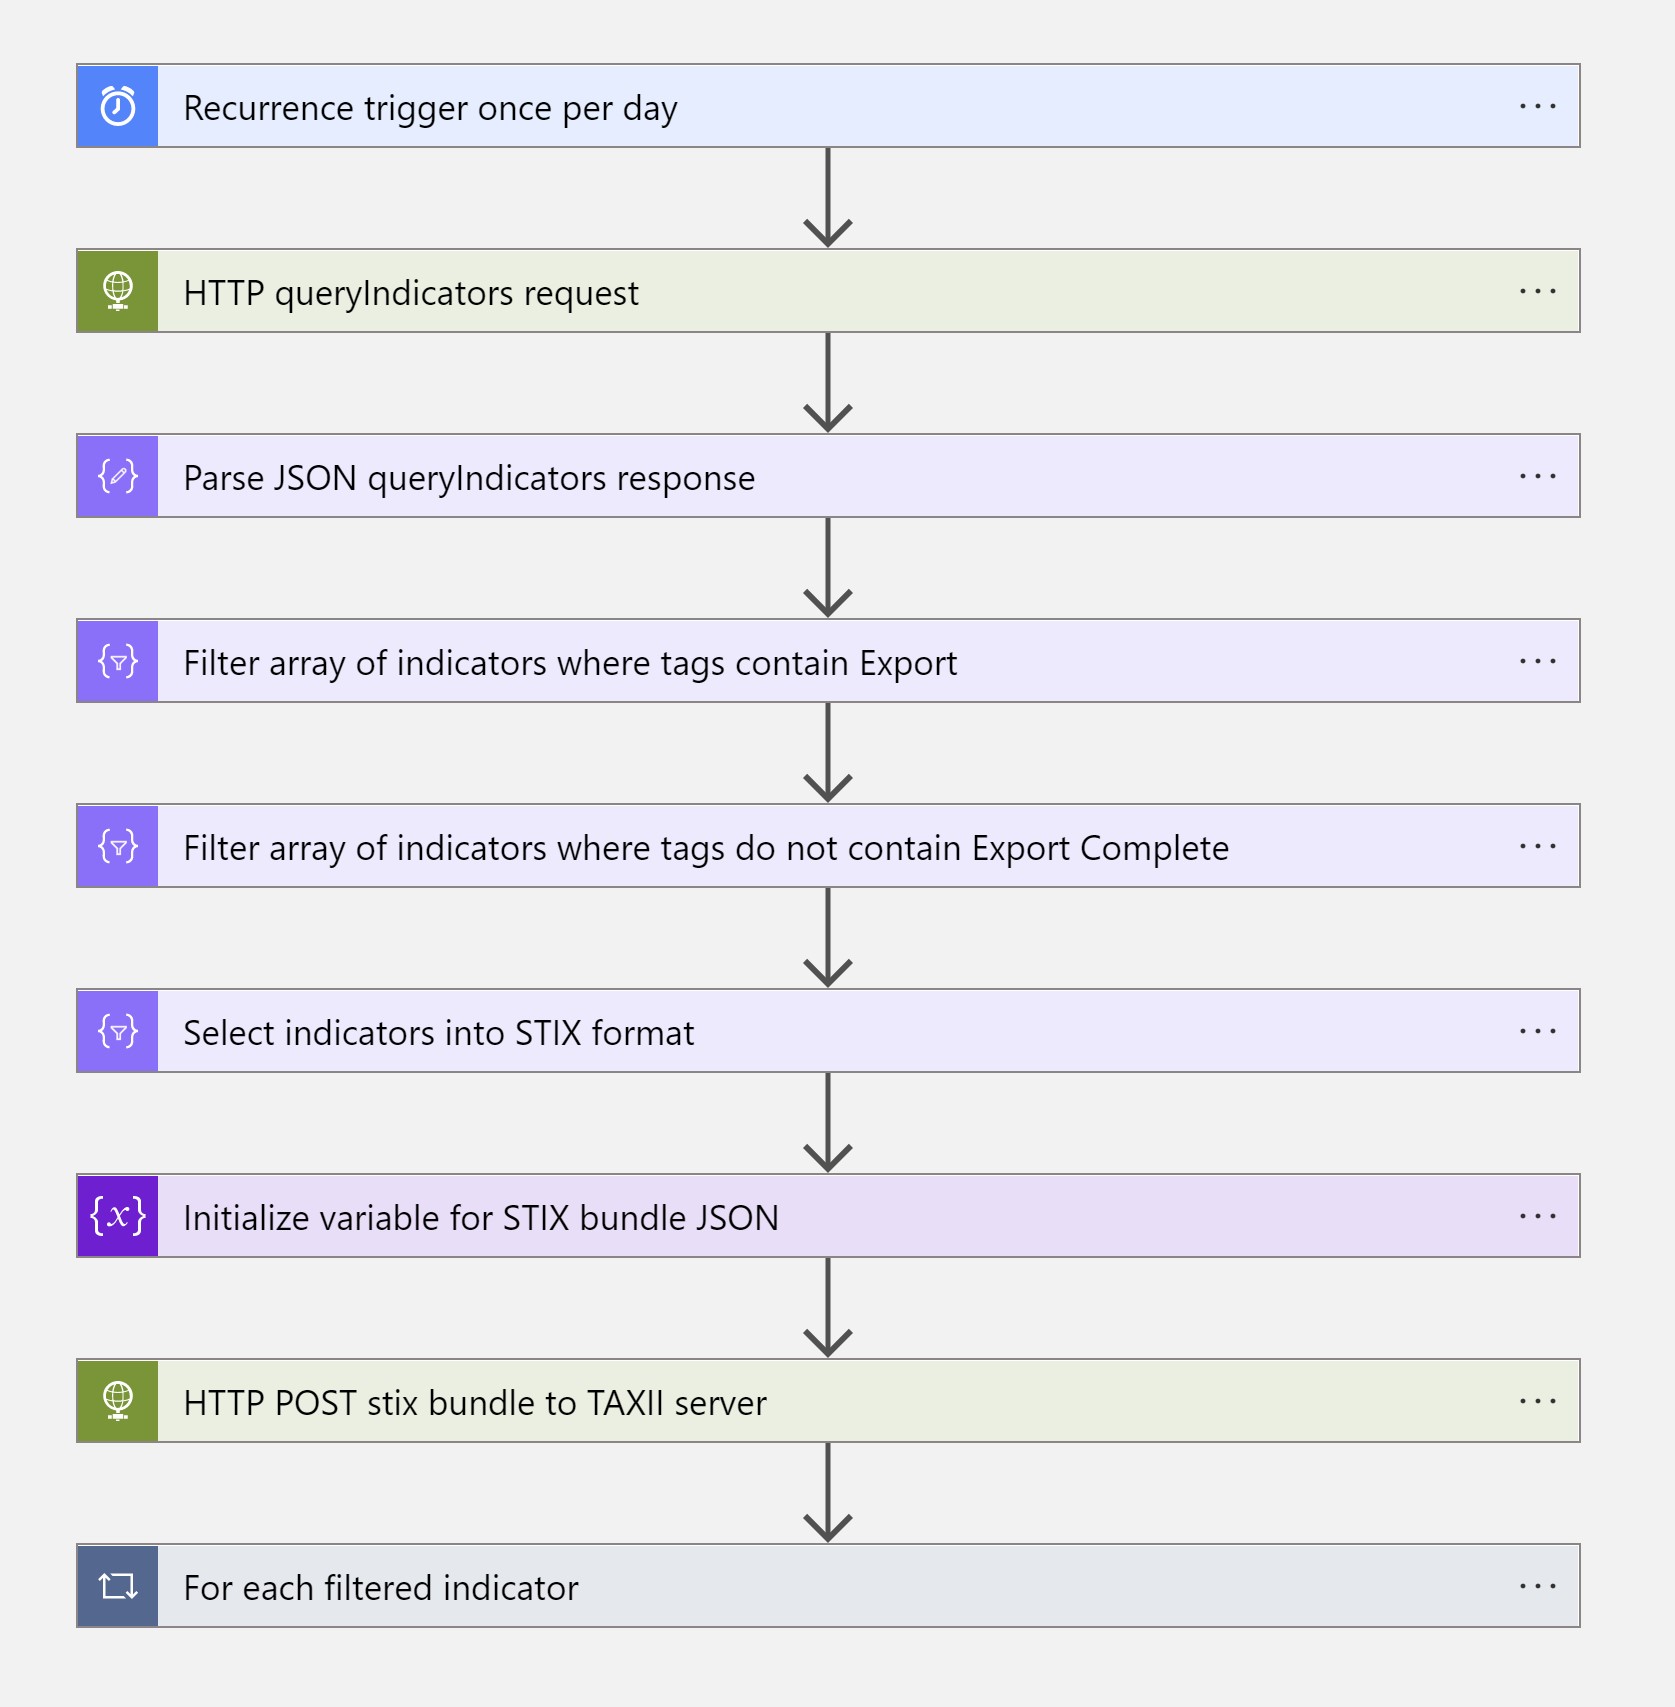 Recurrence trigger once per day
HTTP queryIndicators request
Parse JSON queryIndicators response
Filter array of indicators where tags contain Export
Filter array of indicators where tags do not contain Export Complete
Select indicators into STIX format
{x} Initialize variable for STIX bundle JSON
HTTP POST stix bundle to TAXII server
For each filtered indicator